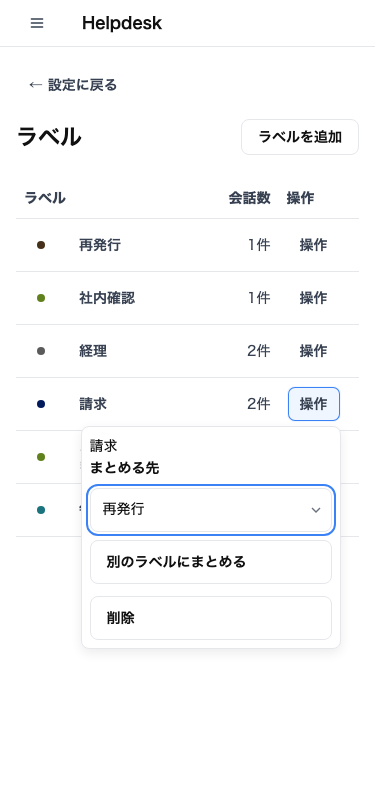 Helpdesk
← 設定に戻る
ラベル
ラベルを追加
ラベル 会話数 操作
再発行 1件 操作
社内確認 1件 操作
経理 2件 操作
請求 2件 操作
請求
まとめる先
再発行
別のラベルにまとめる
削除